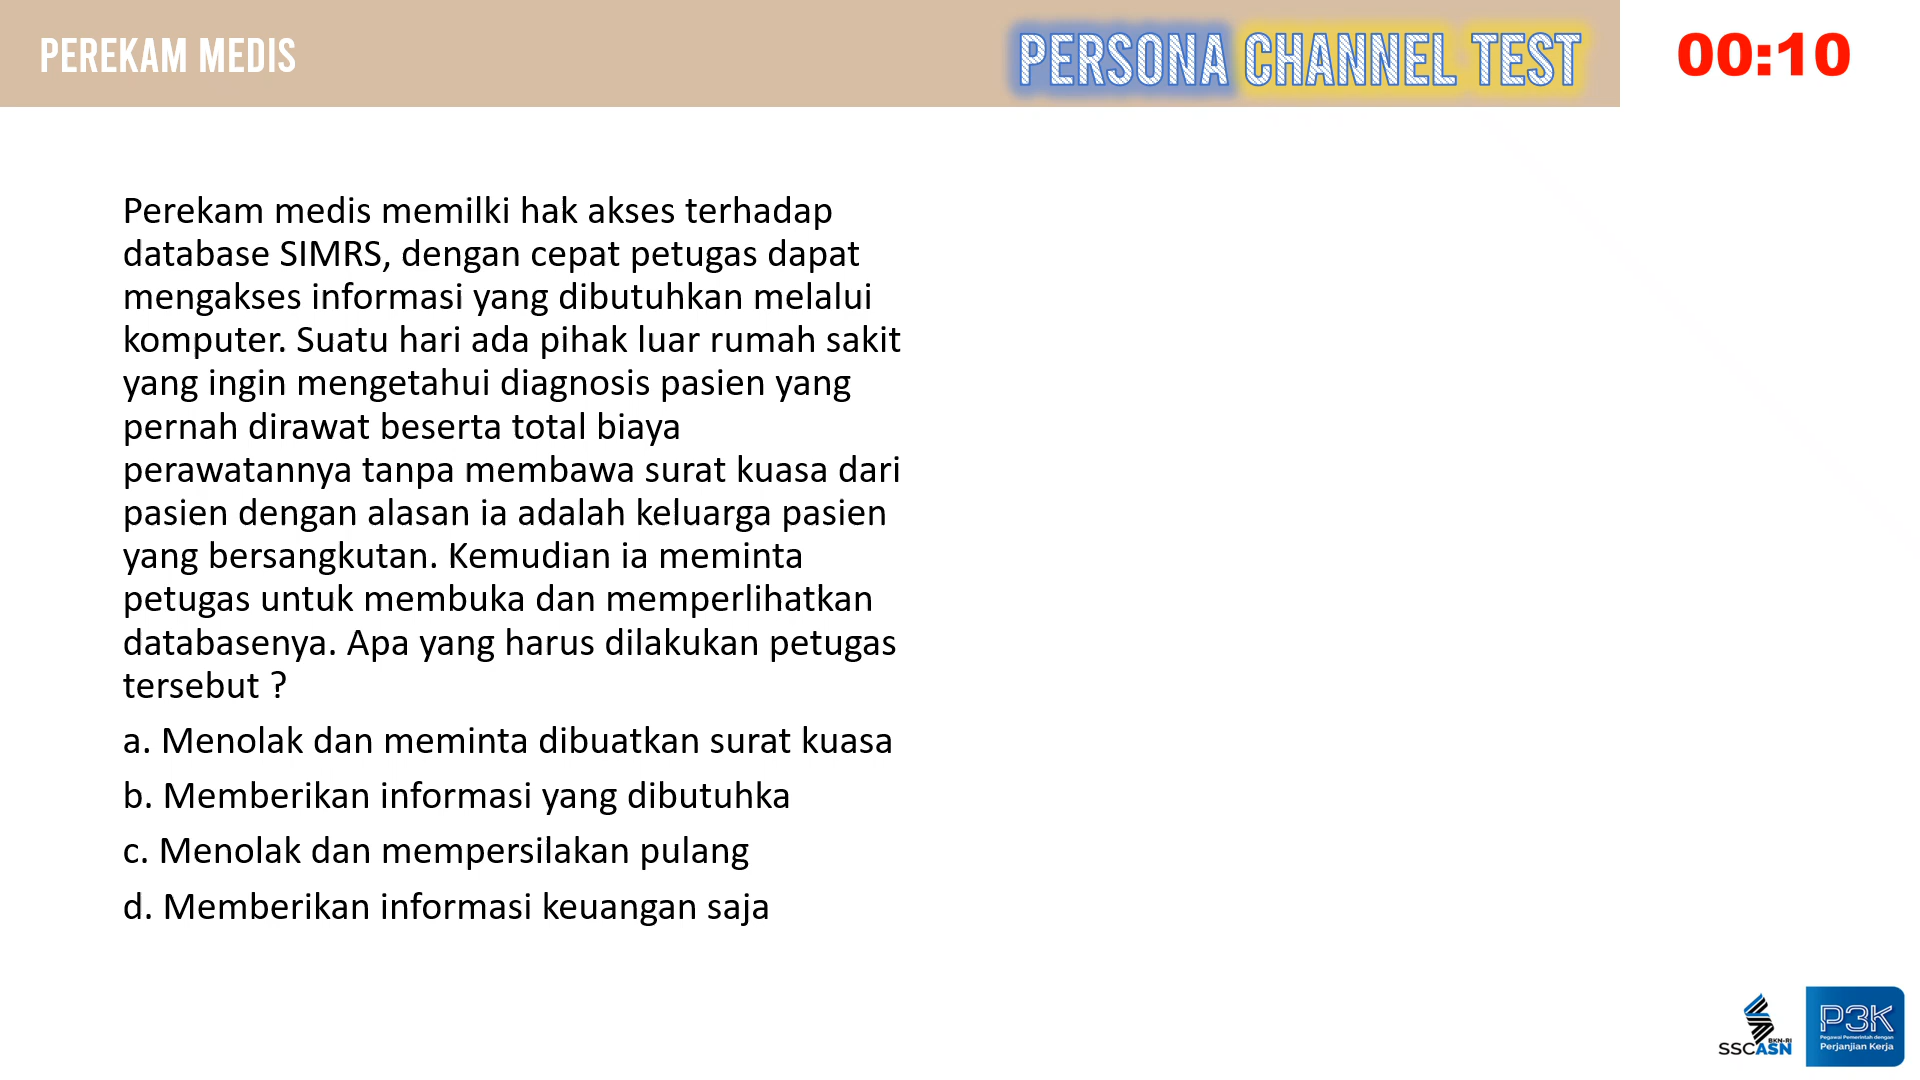 PEREKAM MEDIS
PERSONA CHANNEL TEST
00:10
Perekam medis memilki hak akses terhadap
database SIMRS, dengan cepat petugas dapat
mengakses informasi yang dibutuhkan melalui
komputer. Suatu hari ada pihak luar rumah sakit
yang ingin mengetahui diagnosis pasien yang
pernah dirawat beserta total biaya
perawatannya tanpa membawa surat kuasa dari
pasien dengan alasan ia adalah keluarga pasien
yang bersangkutan. Kemudian ia meminta
petugas untuk membuka dan memperlihatkan
databasenya. Apa yang harus dilakukan petugas
tersebut ?
a. Menolak dan meminta dibuatkan surat kuasa
b. Memberikan informasi yang dibutuhka
c. Menolak dan mempersilakan pulang
d. Memberikan informasi keuangan saja
BKN-RI
SSCASN
P3K
Pegawai Pemerintah dengan
Perjanjian Kerja